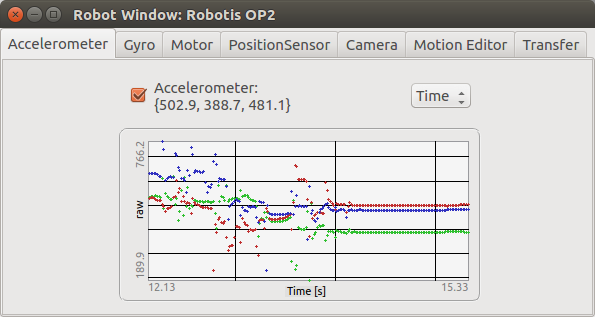 Robot Window: Robotis OP2
Accelerometer Gyro Motor PositionSensor Camera Motion Editor Transfer
Accelerometer:
{502.9, 388.7, 481.1}
Time
766.2
raw
189.9
12.13 Time [s] 15.33